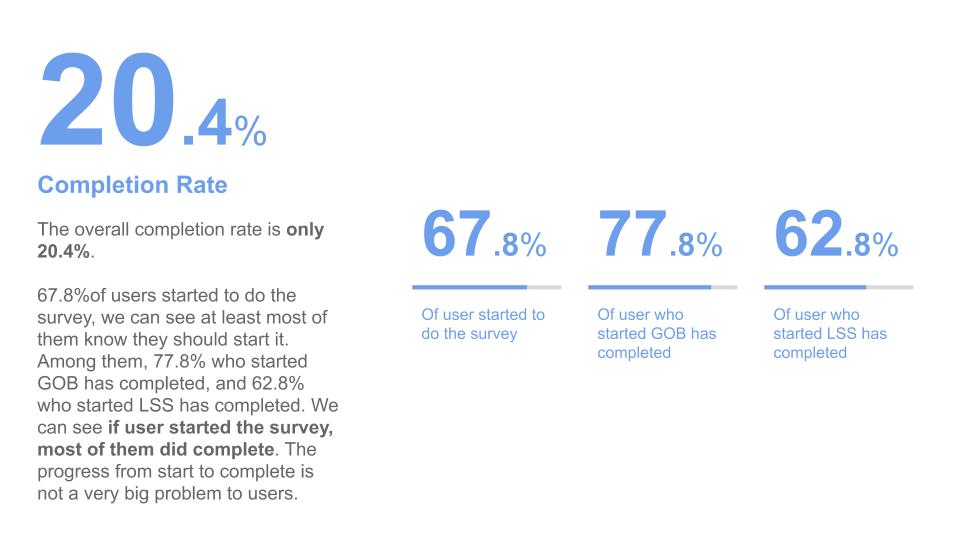 20.4%
Completion Rate
The overall completion rate is only
20.4%.
67.8%of users started to do the
survey, we can see at least most of
them know they should start it.
Among them, 77.8% who started
GOB has completed, and 62.8%
who started LSS has completed. We
can see if user started the survey,
most of them did complete. The
progress from start to complete is
not a very big problem to users.
67.8%
Of user started to
do the survey
77.8%
Of user who
started GOB has
completed
62.8%
Of user who
started LSS has
completed